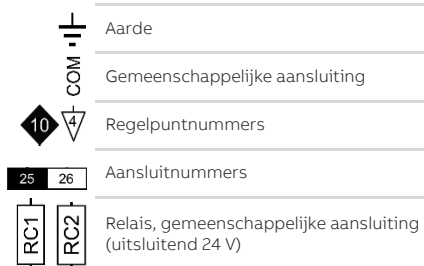 Aarde
COM
Gemeenschappelijke aansluiting
10 4
Regelpuntnummers
25 26
Aansluitnummers
RC1 RC2
Relais, gemeenschappelijke aansluiting
(uitsluitend 24 V)